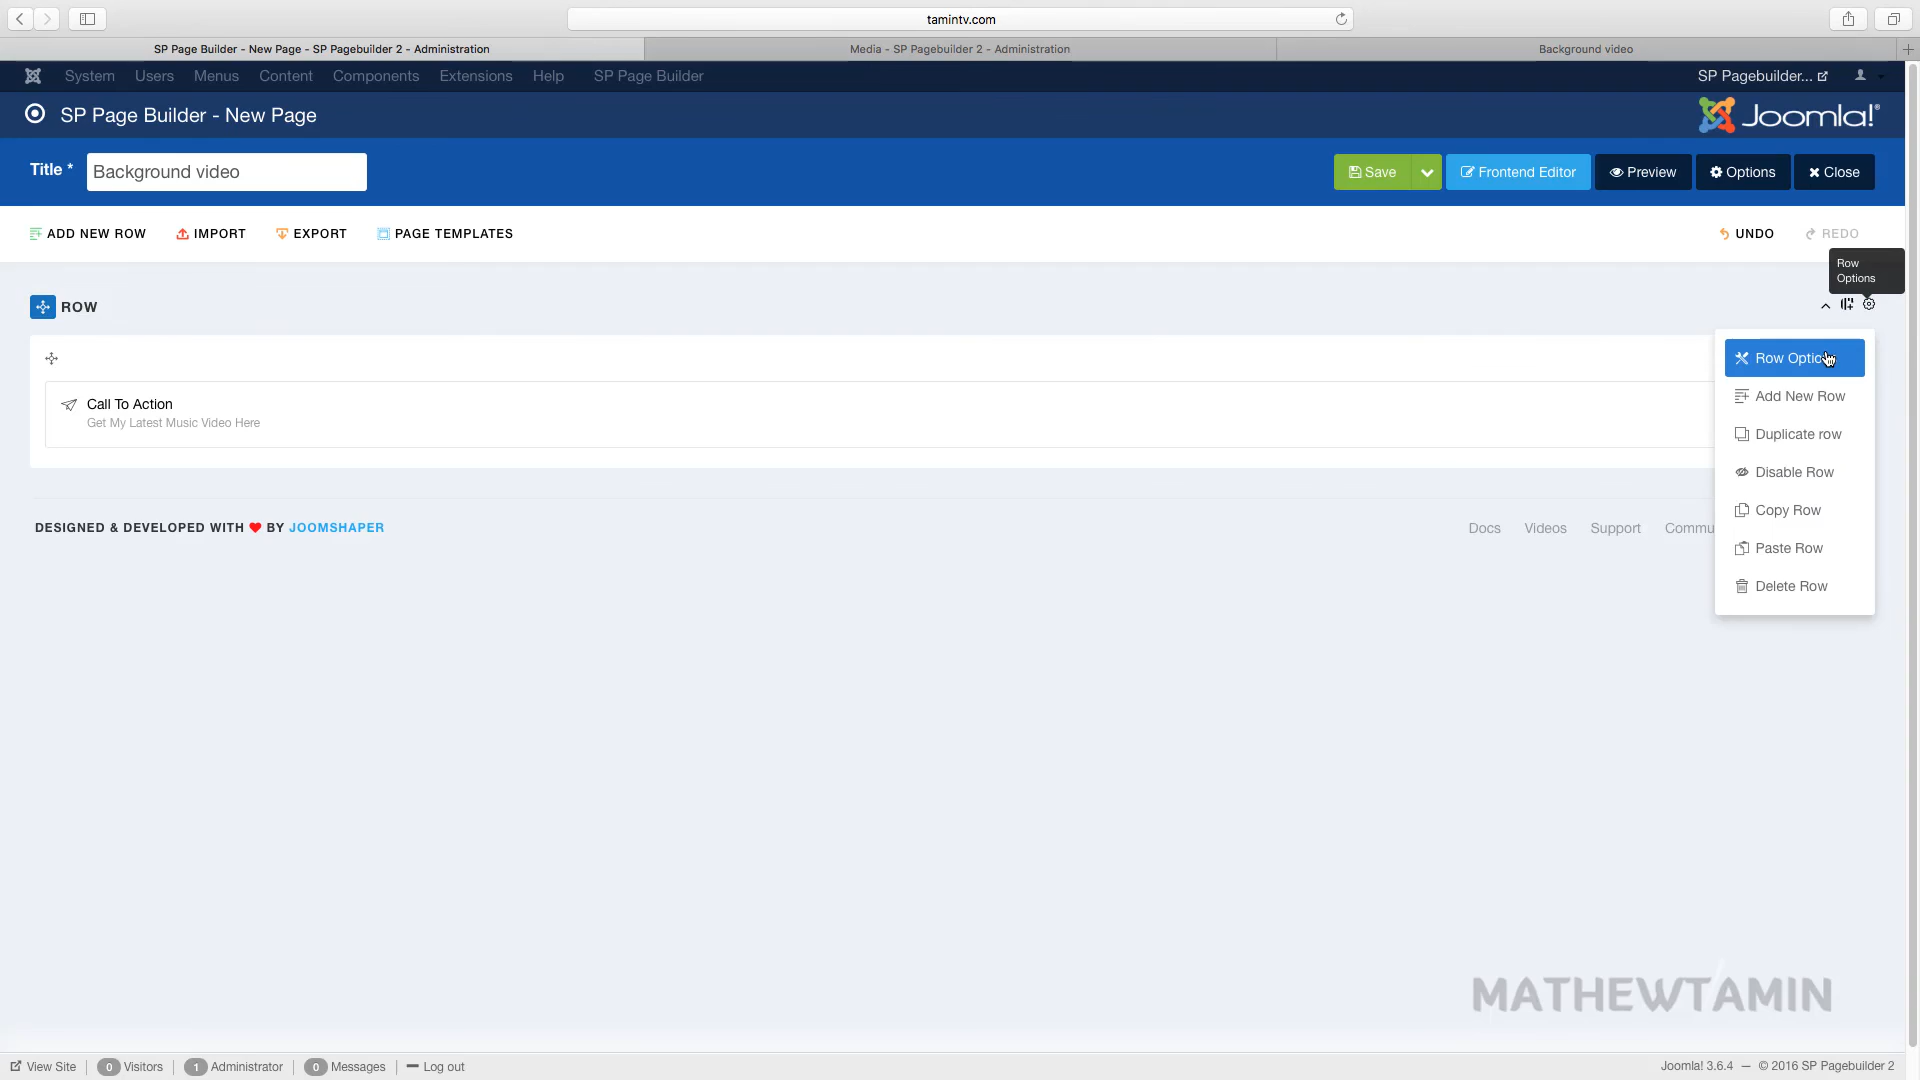 tamintv.com
SP Page Builder - New Page - SP Pagebuilder 2 - Administration
Media - SP Pagebuilder 2 - Administration
Background video
System Users Menus Content Components Extensions Help SP Page Builder
SP Pagebuilder...
SP Page Builder - New Page
Joomla!®
Title *
Background video
Save
Frontend Editor
Preview
Options
Close
ADD NEW ROW
IMPORT
EXPORT
PAGE TEMPLATES
UNDO
REDO
Row
Options
ROW
Row Optio
Call To Action
Get My Latest Music Video Here
Add New Row
Duplicate row
Disable Row
Copy Row
Paste Row
Delete Row
DESIGNED & DEVELOPED WITH BY JOOMSHAPER
Docs Videos Support Commu
MATHEWTAMIN
View Site
0 Visitors
1 Administrator
0 Messages
Log out
Joomla! 3.6.4 — © 2016 SP Pagebuilder 2